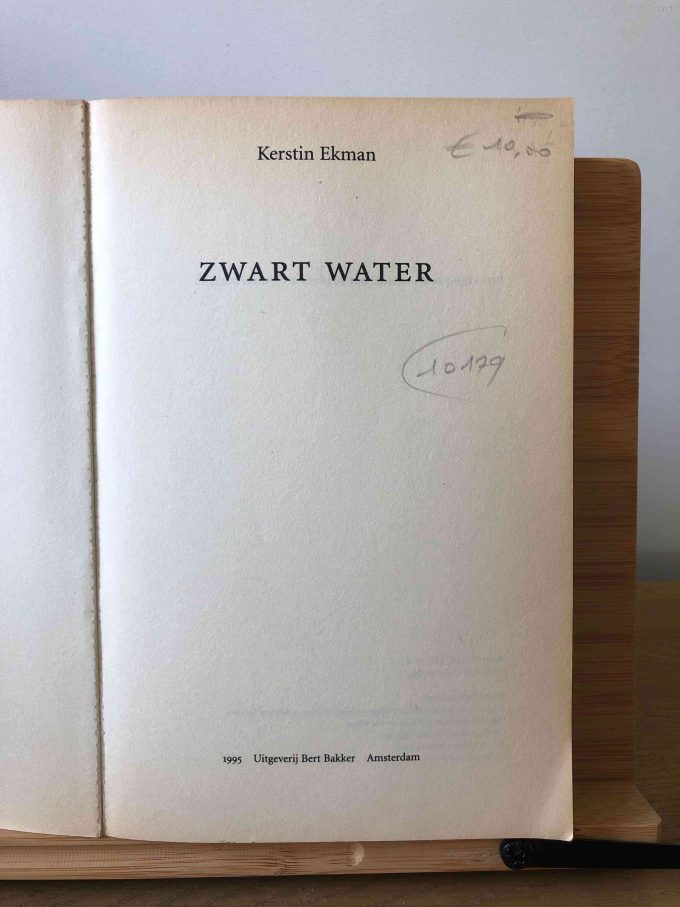 Kerstin Ekman
€ 10,00
ZWART WATER
10179
1995 Uitgeverij Bert Bakker Amsterdam